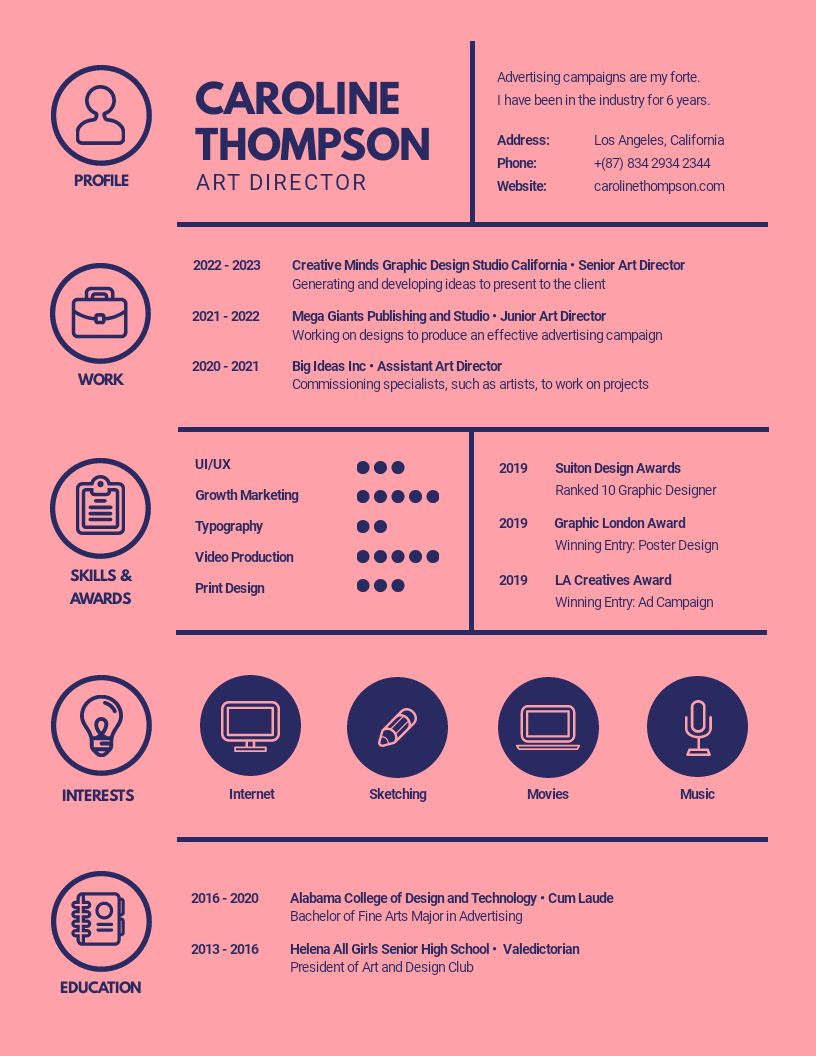 PROFILE
CAROLINE
THOMPSON
ART DIRECTOR
Advertising campaigns are my forte.
I have been in the industry for 6 years.
Address: Los Angeles, California
Phone: +(87) 834 2934 2344
Website: carolinethompson.com
WORK
2022 - 2023 Creative Minds Graphic Design Studio California • Senior Art Director
Generating and developing ideas to present to the client
2021 - 2022 Mega Giants Publishing and Studio • Junior Art Director
Working on designs to produce an effective advertising campaign
2020 - 2021 Big Ideas Inc • Assistant Art Director
Commissioning specialists, such as artists, to work on projects
SKILLS &
AWARDS
UI/UX
Growth Marketing
Typography
Video Production
Print Design
2019 Suiton Design Awards
Ranked 10 Graphic Designer
2019 Graphic London Award
Winning Entry: Poster Design
2019 LA Creatives Award
Winning Entry: Ad Campaign
INTERESTS
Internet
Sketching
Movies
Music
EDUCATION
2016 - 2020 Alabama College of Design and Technology • Cum Laude
Bachelor of Fine Arts Major in Advertising
2013 - 2016 Helena All Girls Senior High School • Valedictorian
President of Art and Design Club